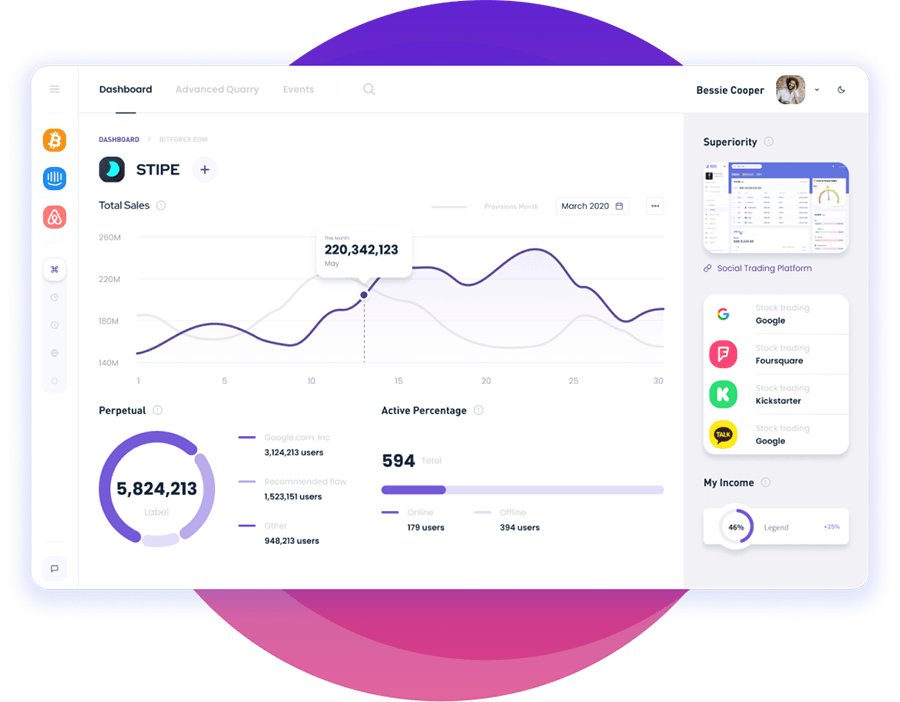 Dashboard
Advanced Quarry
Events
Bessie Cooper
DASHBOARD
BITFOREX.COM
STIPE
Total Sales
Provisions Month
March 2020
260M
220M
180M
140M
This Month
220,342,123
May
1
5
10
15
20
25
30
Perpetual
5,824,213
Label
Google.com. Inc
3,124,213 users
Recommended flow
1,523,151 users
Other
948,213 users
Active Percentage
594 Total
Online
179 users
Offline
394 users
Superiority
Social Trading Platform
Stock trading
Google
Stock trading
Foursquare
Stock trading
Kickstarter
TALK
Stock trading
Google
My Income
46%
Legend
+25%